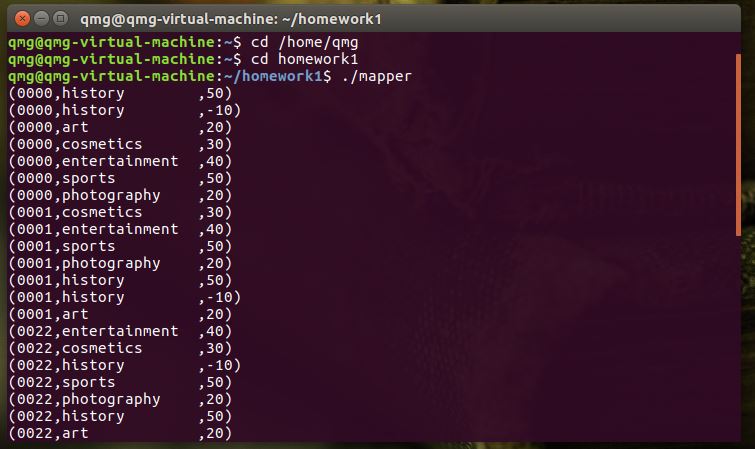 qmg@qmg-virtual-machine: ~/homework1
qmg@qmg-virtual-machine:~$ cd /home/qmg
qmg@qmg-virtual-machine:~$ cd homework1
qmg@qmg-virtual-machine:~/homework1$ ./mapper
(0000,history        ,50)
(0000,history        ,-10)
(0000,art            ,20)
(0000,cosmetics      ,30)
(0000,entertainment  ,40)
(0000,sports         ,50)
(0000,photography    ,20)
(0001,cosmetics      ,30)
(0001,entertainment  ,40)
(0001,sports         ,50)
(0001,photography    ,20)
(0001,history        ,50)
(0001,history        ,-10)
(0001,art            ,20)
(0022,entertainment  ,40)
(0022,cosmetics      ,30)
(0022,history        ,-10)
(0022,sports         ,50)
(0022,photography    ,20)
(0022,history        ,50)
(0022,art            ,20)